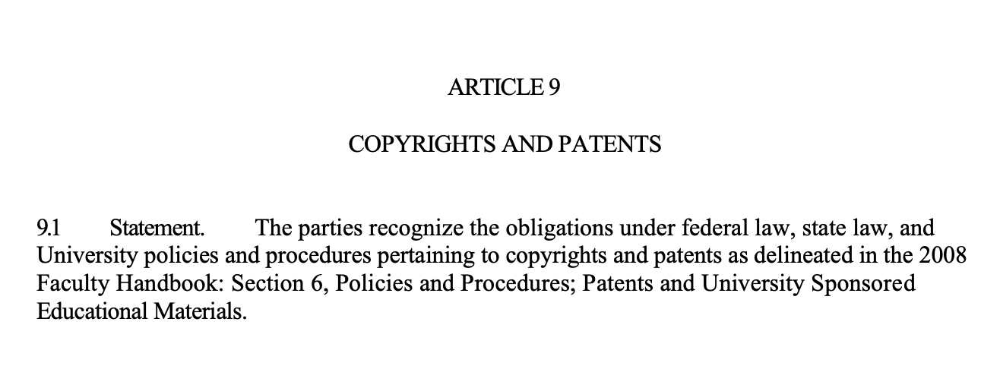 ARTICLE 9
COPYRIGHTS AND PATENTS
9.1 Statement. The parties recognize the obligations under federal law, state law, and
University policies and procedures pertaining to copyrights and patents as delineated in the 2008
Faculty Handbook: Section 6, Policies and Procedures; Patents and University Sponsored
Educational Materials.